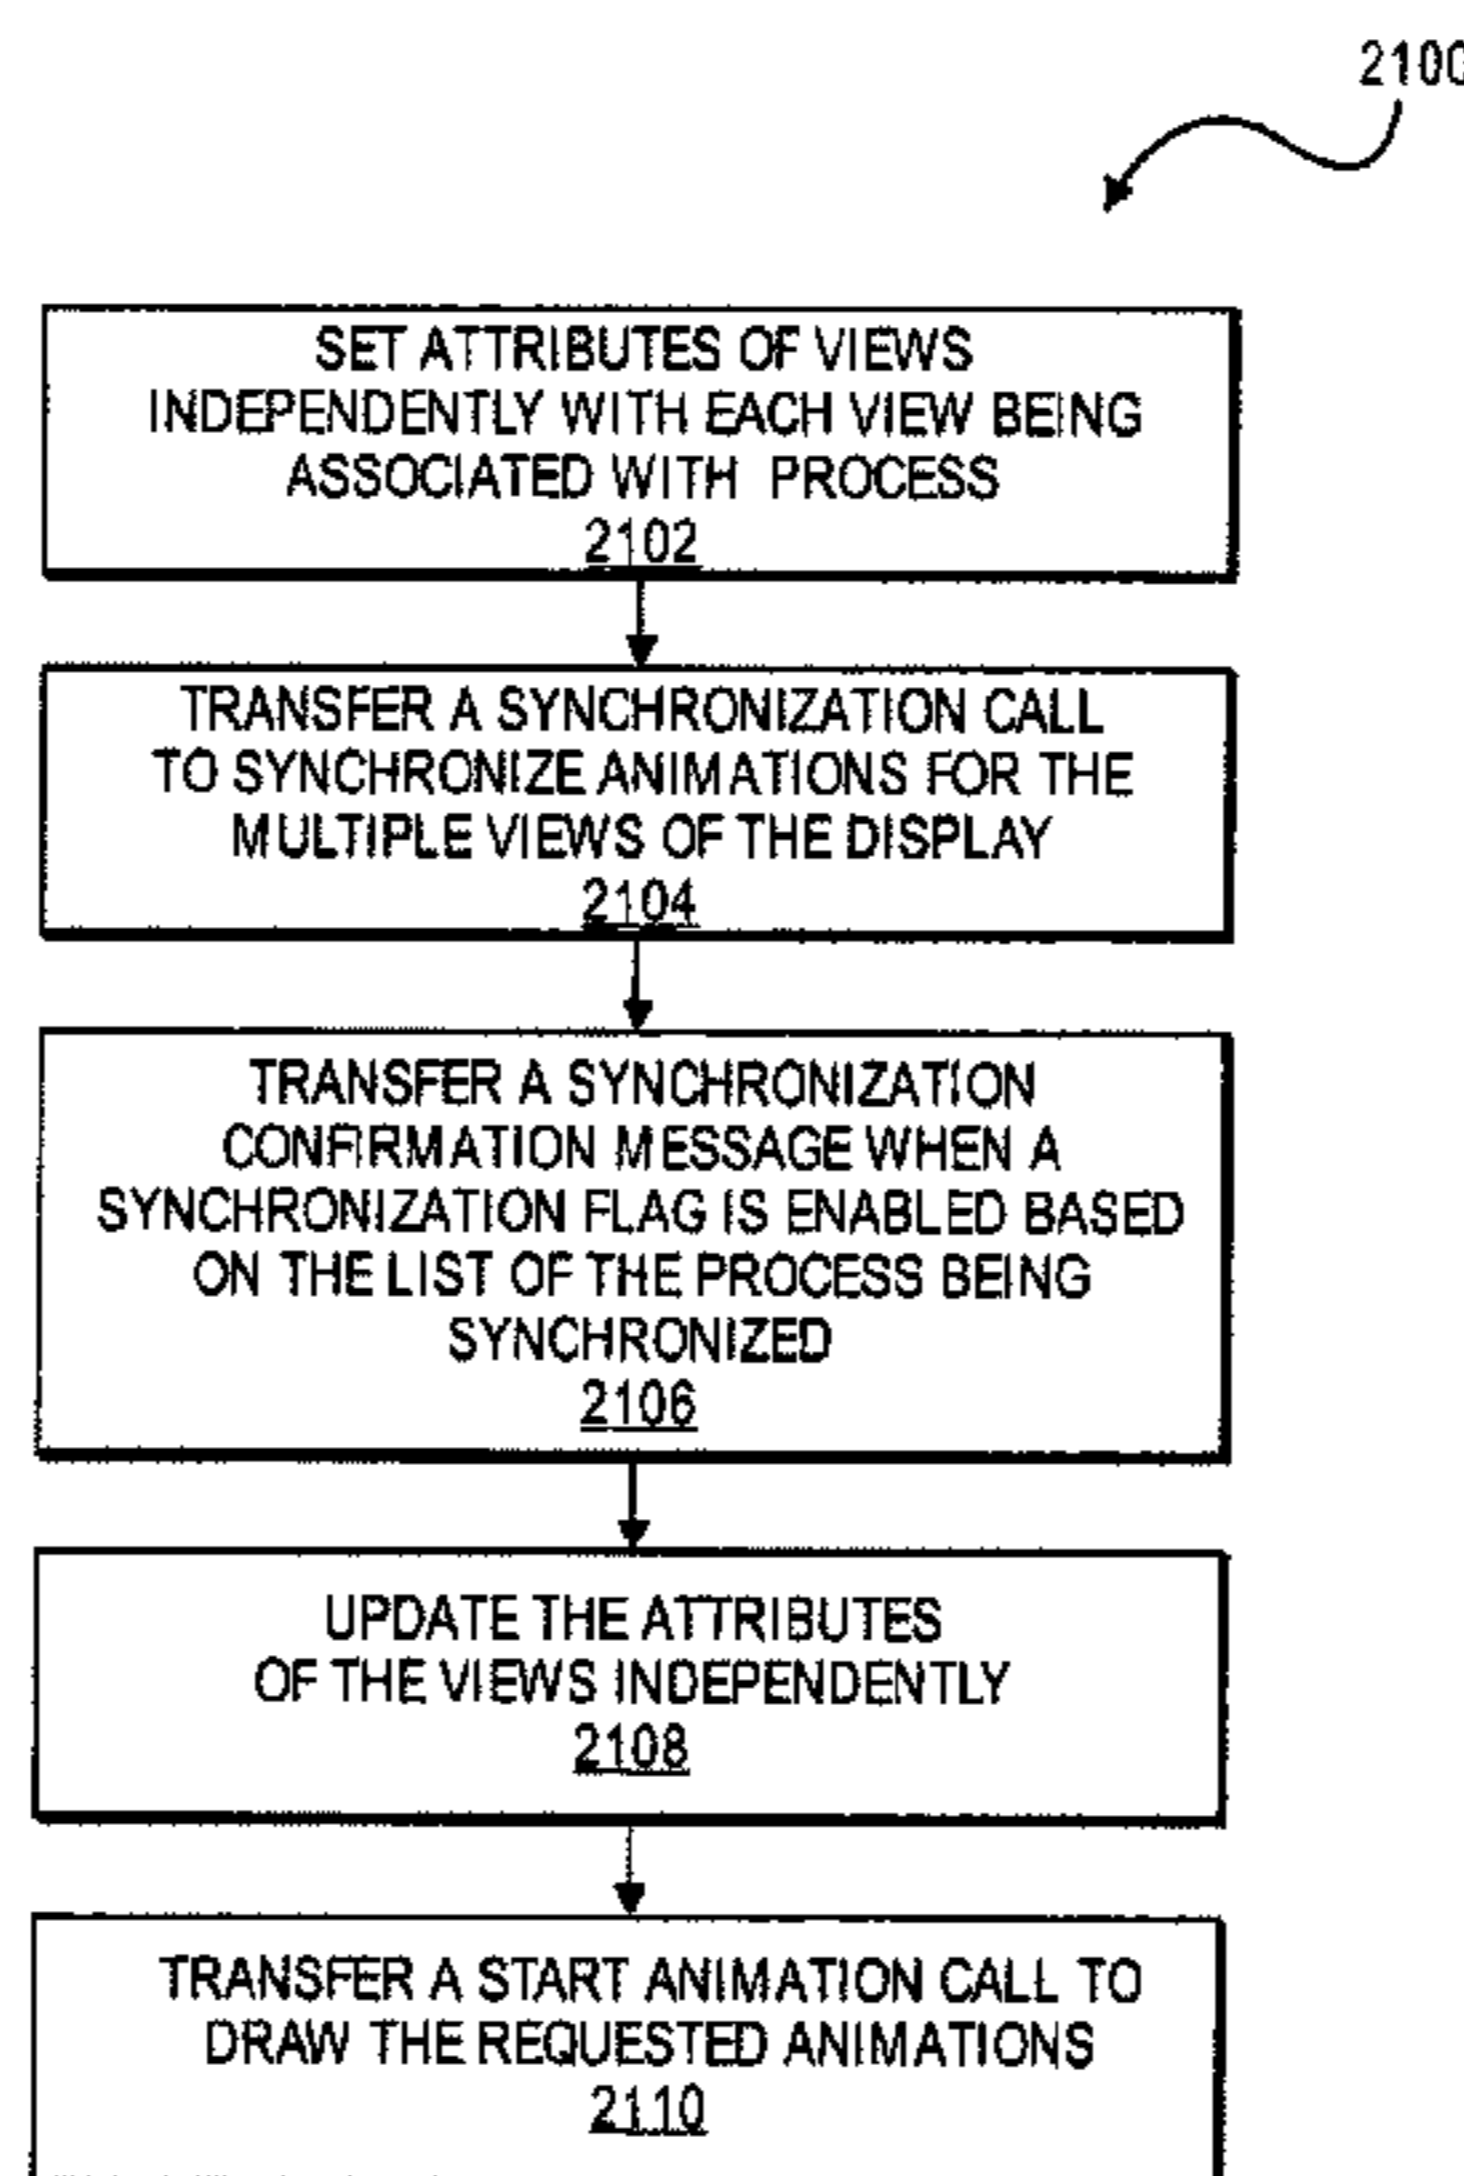 2100
SET ATTRIBUTES OF VIEWS
INDEPENDENTLY WITH EACH VIEW BEING
ASSOCIATED WITH PROCESS
2102
TRANSFER A SYNCHRONIZATION CALL
TO SYNCHRONIZE ANIMATIONS FOR THE
MULTIPLE VIEWS OF THE DISPLAY
2104
TRANSFER A SYNCHRONIZATION
CONFIRMATION MESSAGE WHEN A
SYNCHRONIZATION FLAG IS ENABLED BASED
ON THE LIST OF THE PROCESS BEING
SYNCHRONIZED
2106
UPDATE THE ATTRIBUTES
OF THE VIEWS INDEPENDENTLY
2108
TRANSFER A START ANIMATION CALL TO
DRAW THE REQUESTED ANIMATIONS
2110